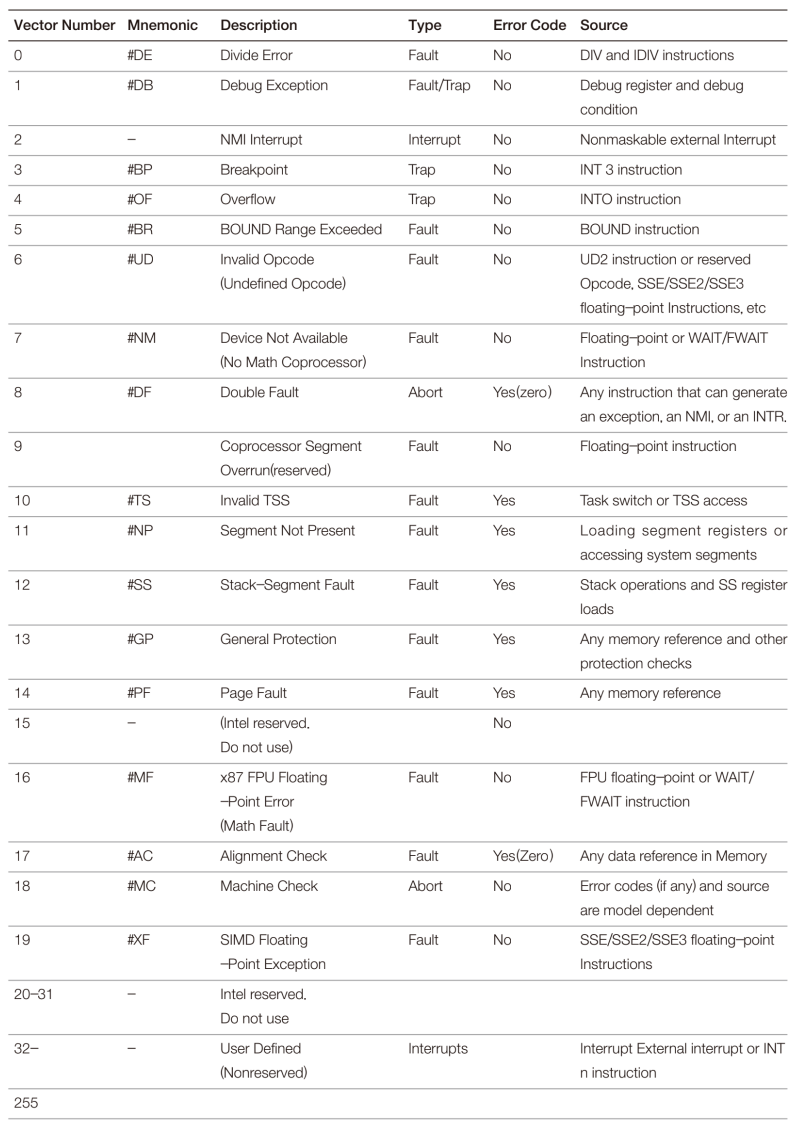 Vector Number Mnemonic Description Type Error Code Source
0 #DE Divide Error Fault No DIV and IDIV instructions
1 #DB Debug Exception Fault/Trap No Debug register and debug
condition
2 – NMI Interrupt Interrupt No Nonmaskable external Interrupt
3 #BP Breakpoint Trap No INT 3 instruction
4 #OF Overflow Trap No INTO instruction
5 #BR BOUND Range Exceeded Fault No BOUND instruction
6 #UD Invalid Opcode Fault No UD2 instruction or reserved
(Undefined Opcode) Opcode, SSE/SSE2/SSE3
floating–point Instructions, etc
7 #NM Device Not Available Fault No Floating–point or WAIT/FWAIT
(No Math Coprocessor) Instruction
8 #DF Double Fault Abort Yes(zero) Any instruction that can generate
an exception, an NMI, or an INTR,
9 Coprocessor Segment Fault No Floating–point instruction
Overrun(reserved)
10 #TS Invalid TSS Fault Yes Task switch or TSS access
11 #NP Segment Not Present Fault Yes Loading segment registers or
accessing system segments
12 #SS Stack–Segment Fault Fault Yes Stack operations and SS register
loads
13 #GP General Protection Fault Yes Any memory reference and other
protection checks
14 #PF Page Fault Fault Yes Any memory reference
15 – (Intel reserved, No
Do not use)
16 #MF x87 FPU Floating Fault No FPU floating–point or WAIT/
–Point Error FWAIT instruction
(Math Fault)
17 #AC Alignment Check Fault Yes(Zero) Any data reference in Memory
18 #MC Machine Check Abort No Error codes (if any) and source
are model dependent
19 #XF SIMD Floating Fault No SSE/SSE2/SSE3 floating–point
–Point Exception Instructions
20–31 – Intel reserved,
Do not use
32– – User Defined Interrupts Interrupt External interrupt or INT
(Nonreserved) n instruction
255